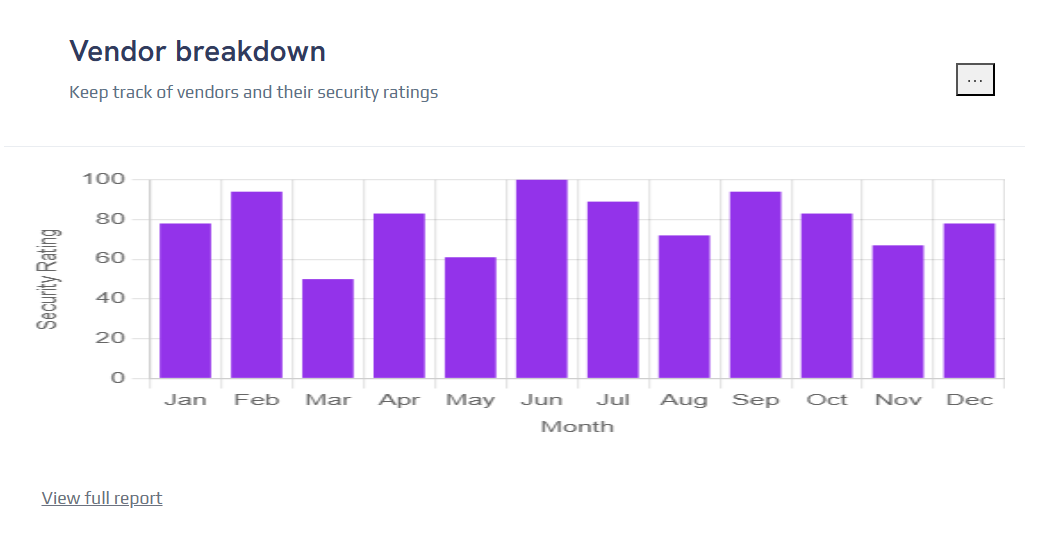 Vendor breakdown
Keep track of vendors and their security ratings
...
100
80
60
40
20
0
Security Rating
Jan Feb Mar Apr May Jun Jul Aug Sep Oct Nov Dec
Month
View full report